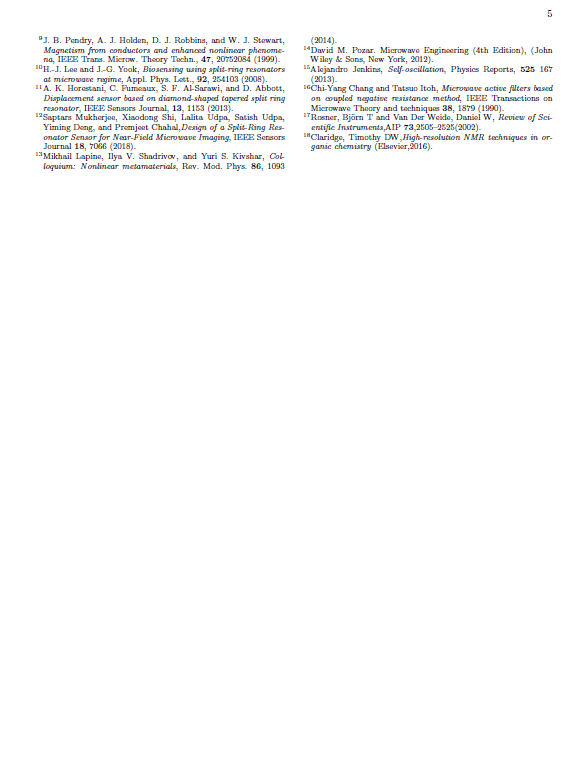 5
⁹J. B. Pendry, A. J. Holden, D. J. Robbins, and W. J. Stewart,
Magnetism from conductors and enhanced nonlinear phenome-
na, IEEE Trans. Microw. Theory Techn., 47, 20752084 (1999).
¹⁰H.-J. Lee and J.-G. Yook, Biosensing using split-ring resonators
at microwave regime, Appl. Phys. Lett., 92, 254103 (2008).
¹¹A. K. Horestani, C. Fumeaux, S. F. Al-Sarawi, and D. Abbott,
Displacement sensor based on diamond-shaped tapered split ring
resonator, IEEE Sensors Journal, 13, 1153 (2013).
¹²Saptars Mukherjee, Xiaodong Shi, Lalita Udpa, Satish Udpa,
Yiming Deng, and Premjeet Chahal,Design of a Split-Ring Res-
onator Sensor for Near-Field Microwave Imaging, IEEE Sensors
Journal 18, 7066 (2018).
¹³Mikhail Lapine, Ilya V. Shadrivov, and Yuri S. Kivshar, Col-
loquium: Nonlinear metamaterials, Rev. Mod. Phys. 86, 1093
(2014).
¹⁴David M. Pozar. Microwave Engineering (4th Edition), (John
Wiley & Sons, New York, 2012).
¹⁵Alejandro Jenkins, Self-oscillation, Physics Reports, 525 167
(2013).
¹⁶Chi-Yang Chang and Tatsuo Itoh, Microwave active filters based
on coupled negative resistance method, IEEE Transactions on
Microwave Theory and techniques 38, 1879 (1990).
¹⁷Rosner, Björn T and Van Der Weide, Daniel W, Review of Sci-
entific Instruments,AIP 73,2505–2525(2002).
¹⁸Claridge, Timothy DW,High-resolution NMR techniques in or-
ganic chemistry (Elsevier,2016).